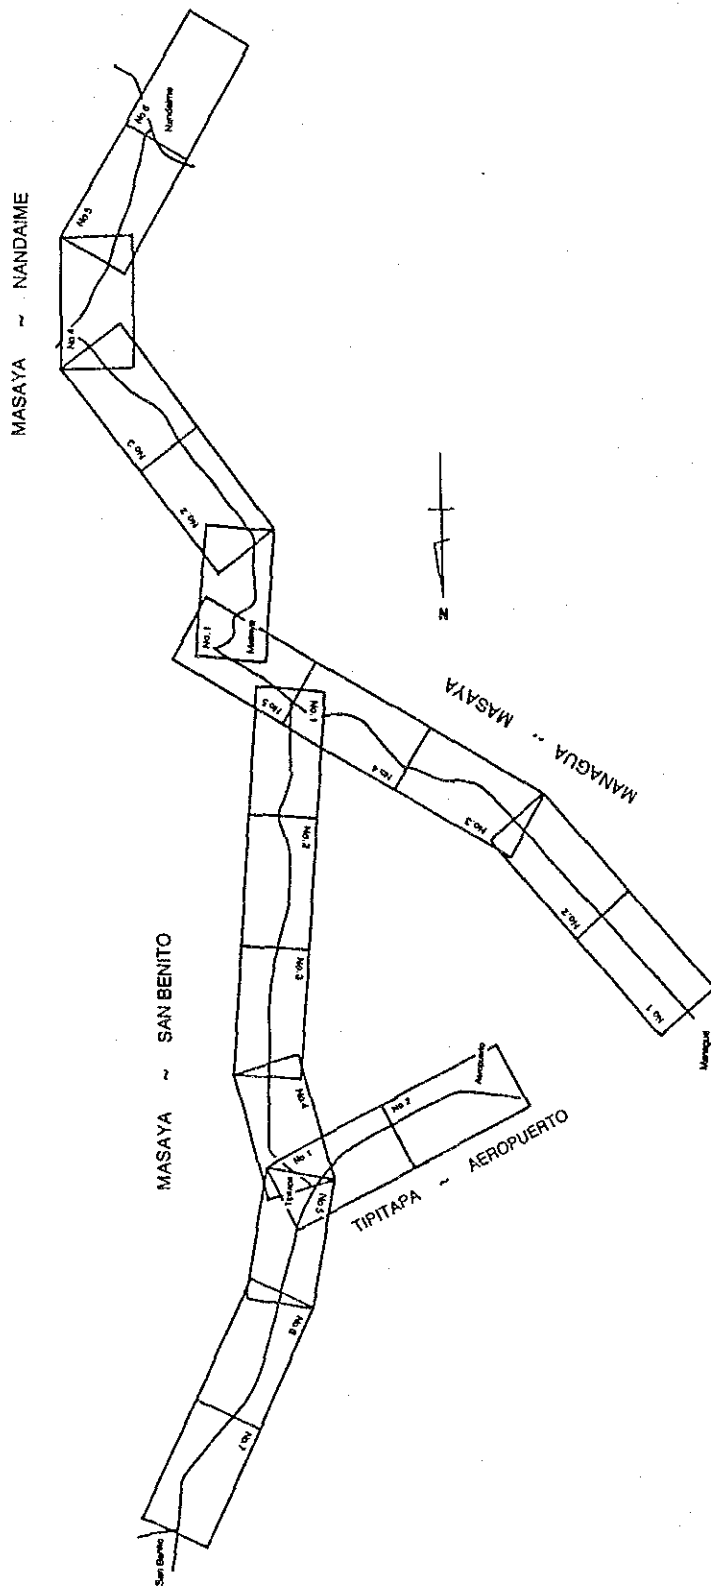 MASAYA ~ NANDAIME
No 6
Nandaime
No 5
No 4
No 3
No. 2
No. 1
Masaya
N
MANAGUA ~ MASAYA
No. 5
No. 4
No. 3
No. 2
No 1
Managua
MASAYA ~ SAN BENITO
No. 1
No. 2
No. 3
No. 4
No. 5
No. 6
No. 7
San Benito
TIPITAPA ~ AEROPUERTO
No 1
No. 2
Tipitapa
Aeropuerto